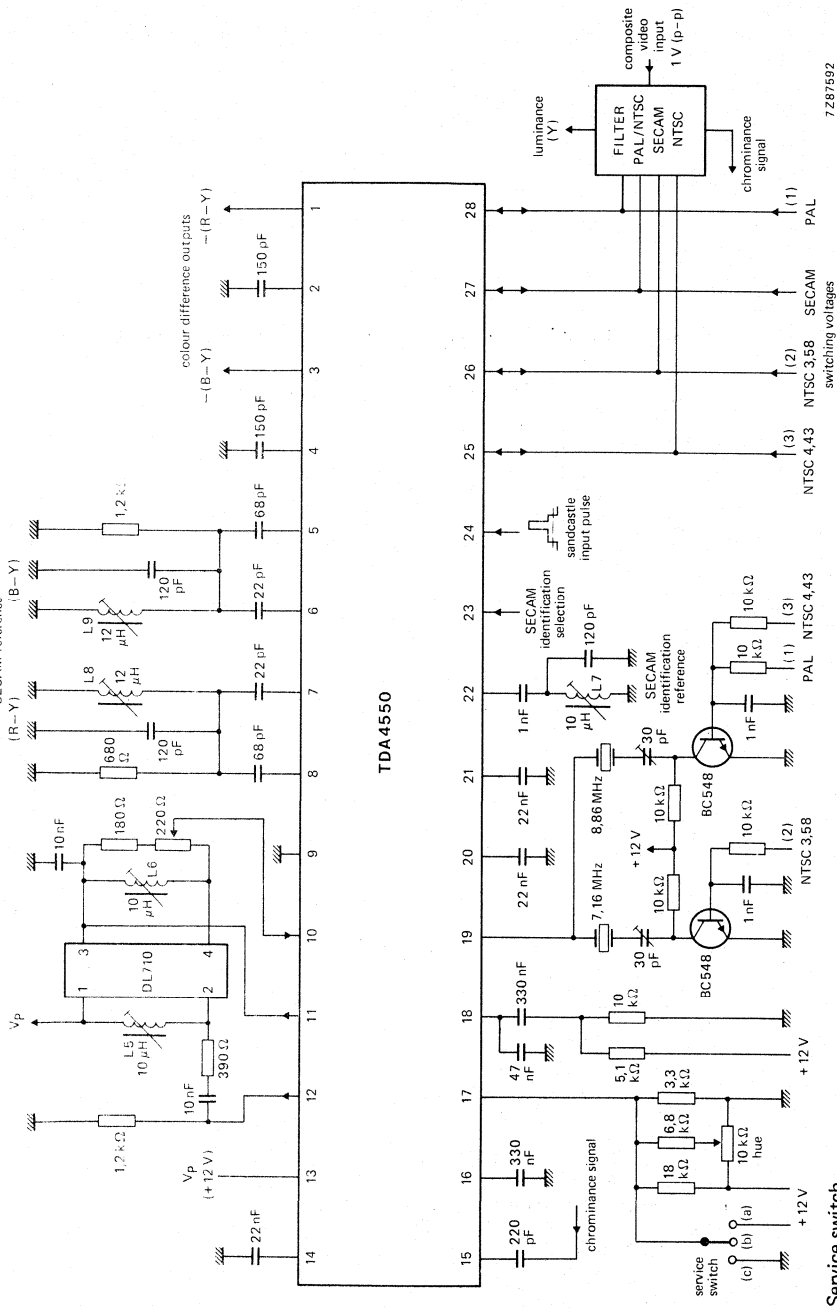 SECAM reference
(R−Y)
(B−Y)
colour difference outputs
−(R−Y)
−(B−Y)
VP
1,2 kΩ
VP
(+12 V)
22 nF
10 nF
390 Ω
L5
10 µH
1
2
DL710
3
4
10 µH
L6
180 Ω
220 Ω
10 nF
680 Ω
120 pF
68 pF
22 pF
L8
12 µH
L9
12 µH
120 pF
22 pF
68 pF
150 pF
150 pF
14
13
12
11
10
9
8
7
6
5
4
3
2
1
TDA4550
15
16
17
18
19
20
21
22
23
24
25
26
27
28
220 pF
chrominance signal
330 nF
47 nF
330 nF
10 kΩ
5,1 kΩ
+12 V
18 kΩ
6,8 kΩ
3,3 kΩ
10 kΩ
hue
+12 V
service switch
(c)
(b)
(a)
22 nF
22 nF
7,16 MHz
8,86 MHz
30 pF
30 pF
10 kΩ
+12 V
10 kΩ
BC548
BC548
1 nF
10 kΩ
(2)
NTSC 3,58
1 nF
10 kΩ
10 kΩ
(1)
PAL
(3)
NTSC 4,43
1 nF
10 µH
L7
120 pF
SECAM identification reference
SECAM identification selection
sandcastle input pulse
(3)
NTSC 4,43
(2)
NTSC 3,58
SECAM
(1)
PAL
switching voltages
luminance (Y)
FILTER
PAL/NTSC
SECAM
NTSC
composite video input
1 V (p−p)
chrominance signal
7Z87592
Service switch